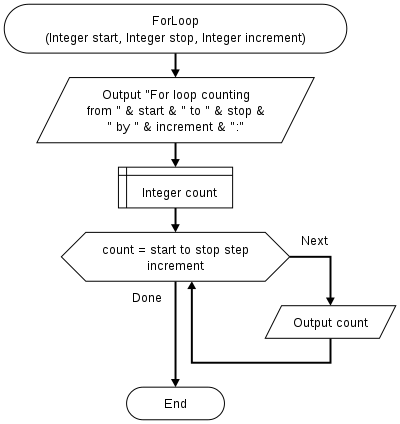 ForLoop
(Integer start, Integer stop, Integer increment)
Output "For loop counting
from " & start & " to " & stop &
" by " & increment & ":"
Integer count
count = start to stop step
increment
Next
Done
Output count
End